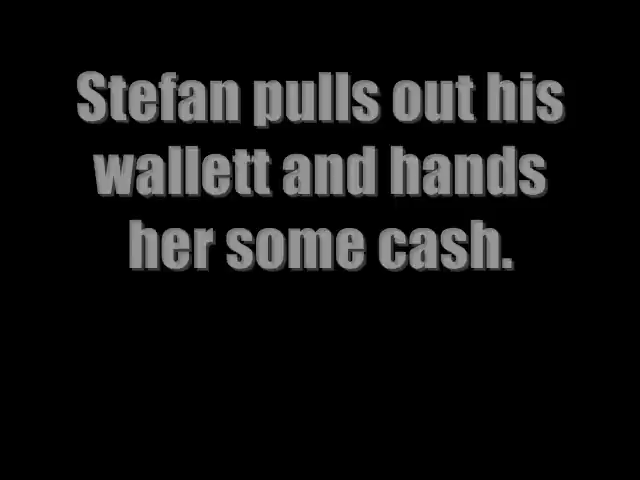 Stefan pulls out his
wallett and hands
her some cash.